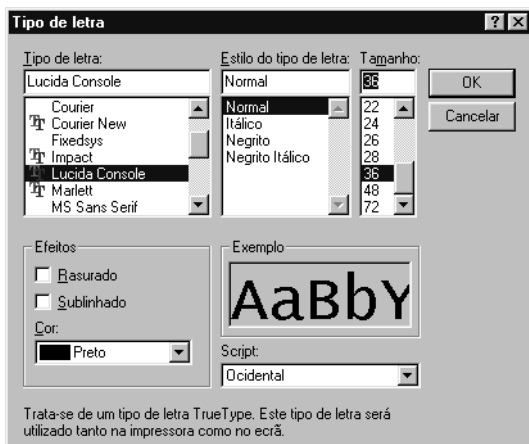 Tipo de letra
Tipo de letra:
Lucida Console
Courier
Courier New
Fixedsys
Impact
Lucida Console
Marlett
MS Sans Serif
Estilo do tipo de letra:
Normal
Normal
Itálico
Negrito
Negrito Itálico
Tamanho:
36
22
24
26
28
36
48
72
OK
Cancelar
Efeitos
Rasurado
Sublinhado
Cor:
Preto
Exemplo
AaBbY
Script:
Ocidental
Trata-se de um tipo de letra TrueType. Este tipo de letra será
utilizado tanto na impressora como no ecrã.